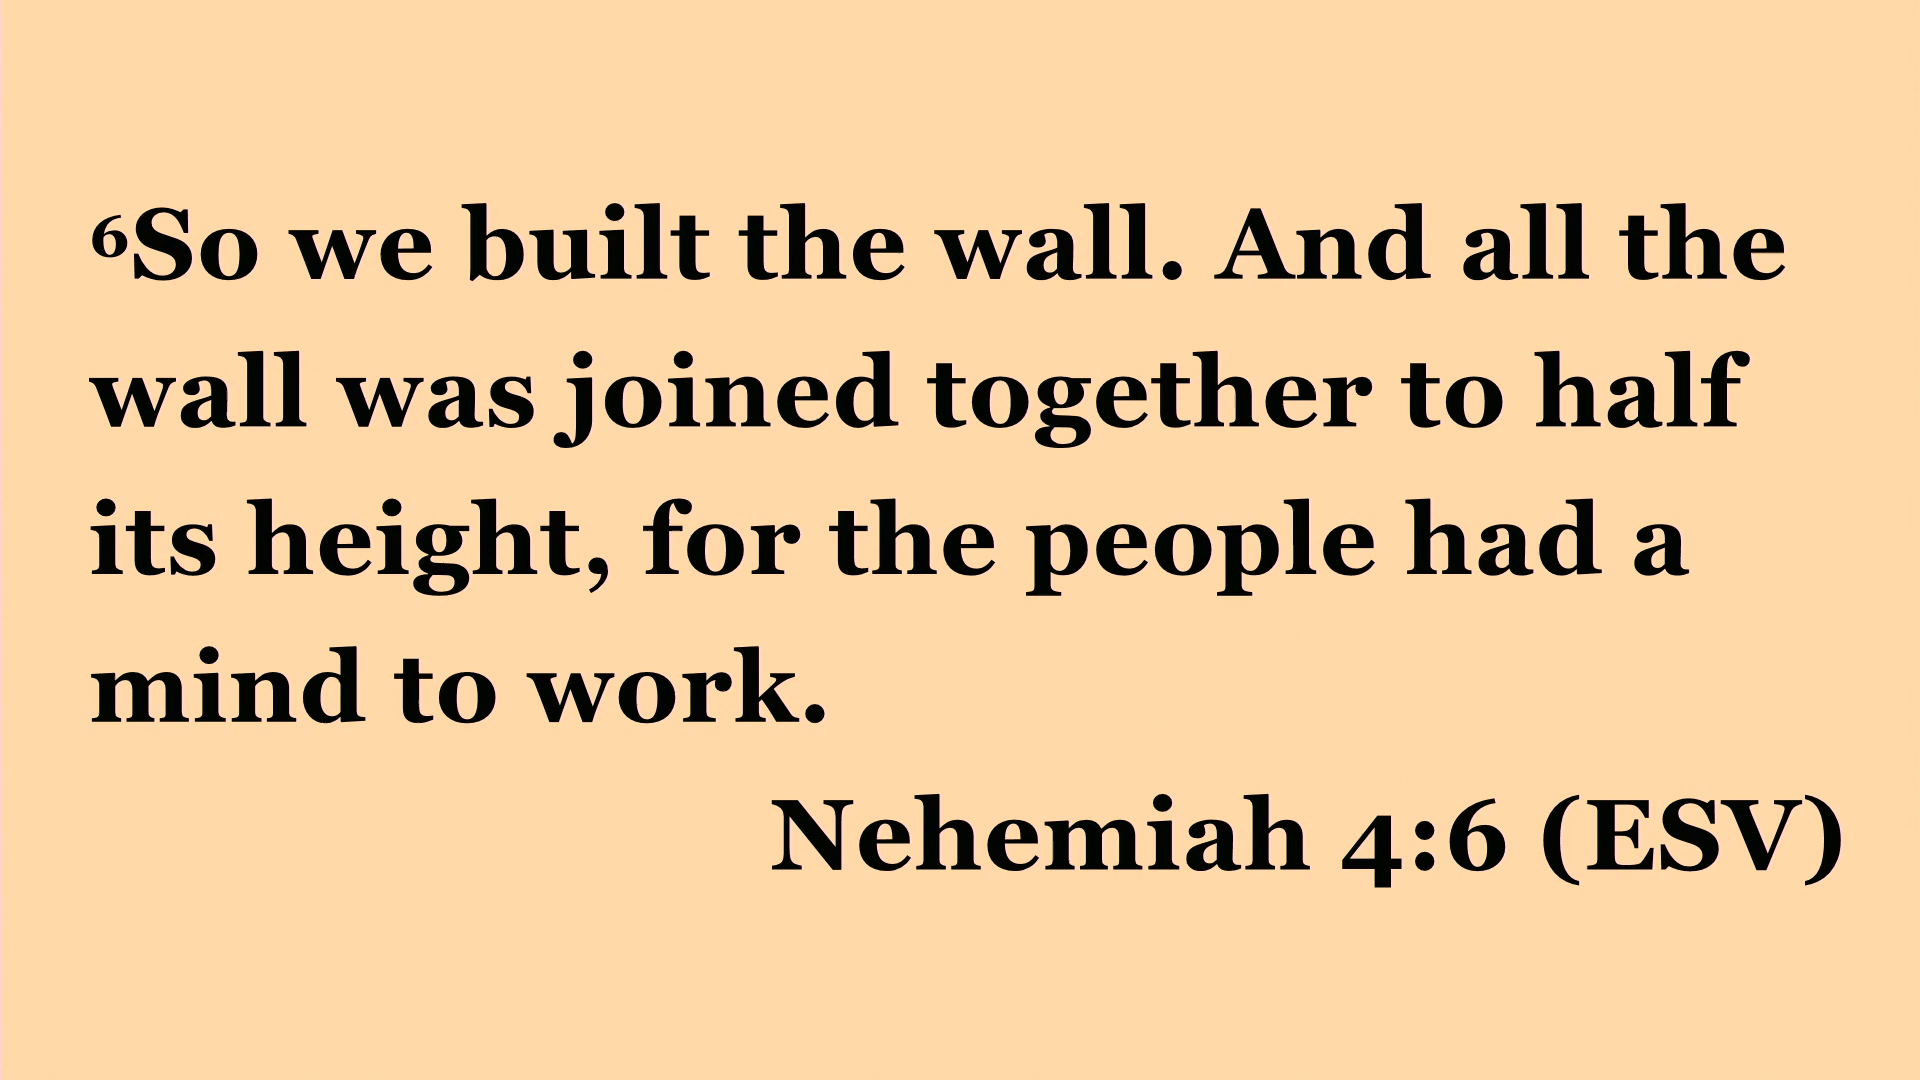 ⁶So we built the wall. And all the
wall was joined together to half
its height, for the people had a
mind to work.
Nehemiah 4:6 (ESV)